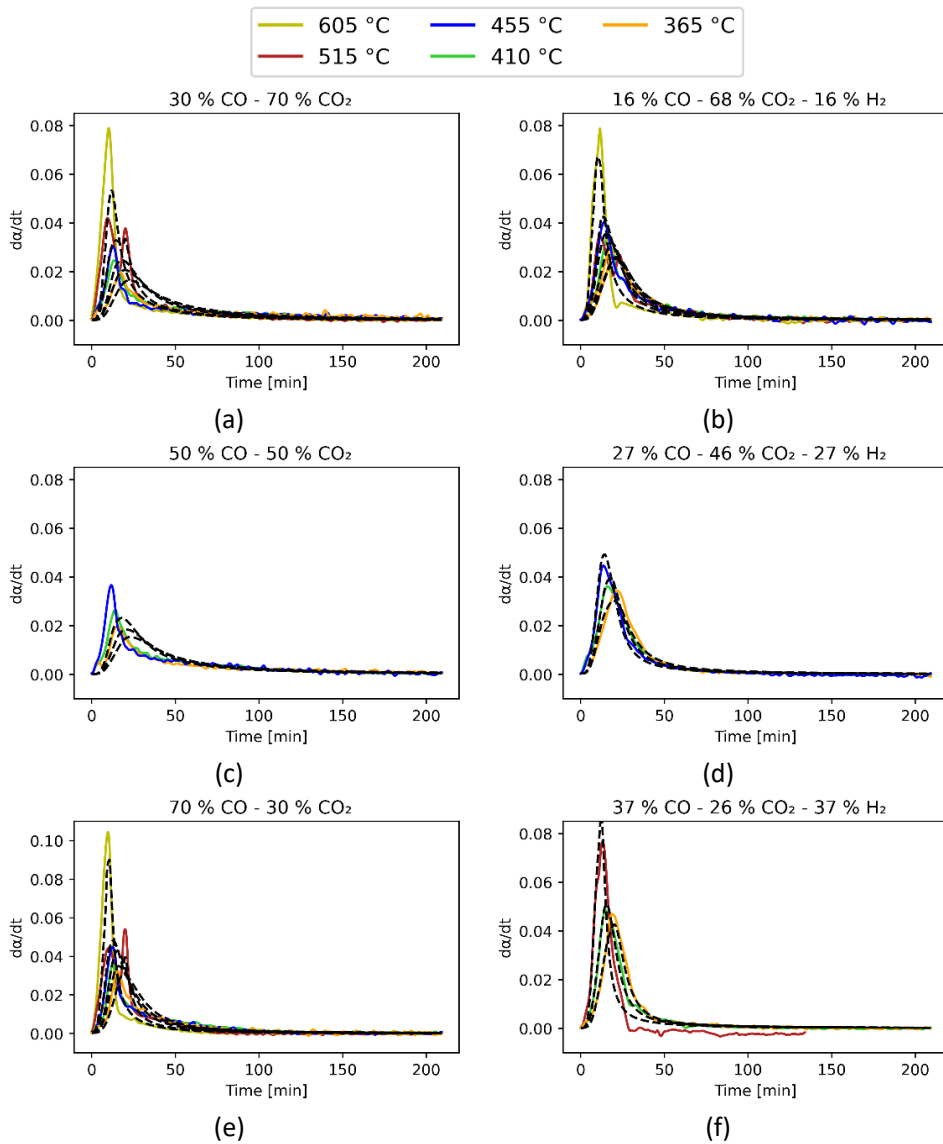 605 °C 455 °C 365 °C
515 °C 410 °C
30 % CO - 70 % CO₂
16 % CO - 68 % CO₂ - 16 % H₂
0.08
0.06
0.04
0.02
0.00
dα/dt
0 50 100 150 200
Time [min]
(a)
0.08
0.06
0.04
0.02
0.00
dα/dt
0 50 100 150 200
Time [min]
(b)
50 % CO - 50 % CO₂
27 % CO - 46 % CO₂ - 27 % H₂
0.08
0.06
0.04
0.02
0.00
dα/dt
0 50 100 150 200
Time [min]
(c)
0.08
0.06
0.04
0.02
0.00
dα/dt
0 50 100 150 200
Time [min]
(d)
70 % CO - 30 % CO₂
37 % CO - 26 % CO₂ - 37 % H₂
0.10
0.08
0.06
0.04
0.02
0.00
dα/dt
0 50 100 150 200
Time [min]
(e)
0.08
0.06
0.04
0.02
0.00
dα/dt
0 50 100 150 200
Time [min]
(f)